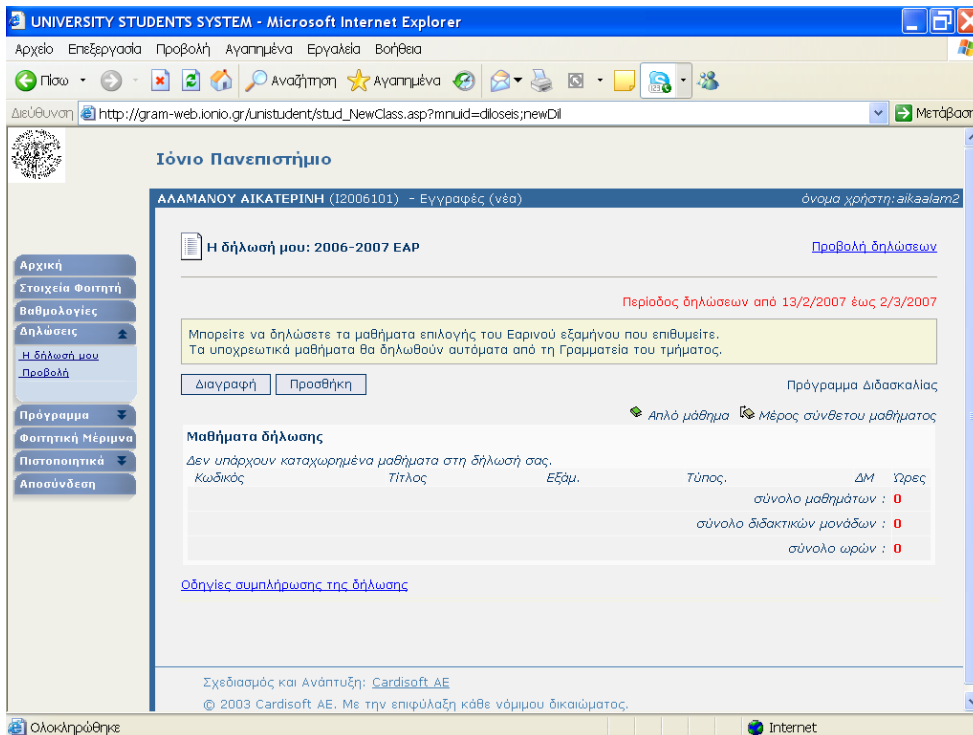 UNIVERSITY STUDENTS SYSTEM - Microsoft Internet Explorer
Αρχείο Επεξεργασία Προβολή Αγαπημένα Εργαλεία Βοήθεια
Πίσω Αναζήτηση Αγαπημένα
Διεύθυνση http://gram-web.ionio.gr/unistudent/stud_NewClass.asp?mnuid=diloseis;newDil Μετάβαση
Ιόνιο Πανεπιστήμιο
ΑΛΑΜΑΝΟΥ ΑΙΚΑΤΕΡΙΝΗ (Ι2006101) - Εγγραφές (νέα) όνομα χρήστη: aikaalam2
Η δήλωσή μου: 2006-2007 ΕΑΡ Προβολή δηλώσεων
Αρχική
Στοιχεία Φοιτητή
Βαθμολογίες
Δηλώσεις
Η δήλωσή μου
Προβολή
Πρόγραμμα
Φοιτητική Μέριμνα
Πιστοποιητικά
Αποσύνδεση
Περίοδος δηλώσεων από 13/2/2007 έως 2/3/2007
Μπορείτε να δηλώσετε τα μαθήματα επιλογής του Εαρινού εξαμήνου που επιθυμείτε.
Τα υποχρεωτικά μαθήματα θα δηλωθούν αυτόματα από τη Γραμματεία του τμήματος.
Διαγραφή Προσθήκη Πρόγραμμα Διδασκαλίας
Απλό μάθημα Μέρος σύνθετου μαθήματος
Μαθήματα δήλωσης
Δεν υπάρχουν καταχωρημένα μαθήματα στη δήλωσή σας.
Κωδικός Τίτλος Εξάμ. Τύπος. ΔΜ Ώρες
σύνολο μαθημάτων : 0
σύνολο διδακτικών μονάδων : 0
σύνολο ωρών : 0
Οδηγίες συμπλήρωσης της δήλωσης
Σχεδιασμός και Ανάπτυξη: Cardisoft AE
© 2003 Cardisoft AE. Με την επιφύλαξη κάθε νόμιμου δικαιώματος.
Ολοκληρώθηκε Internet